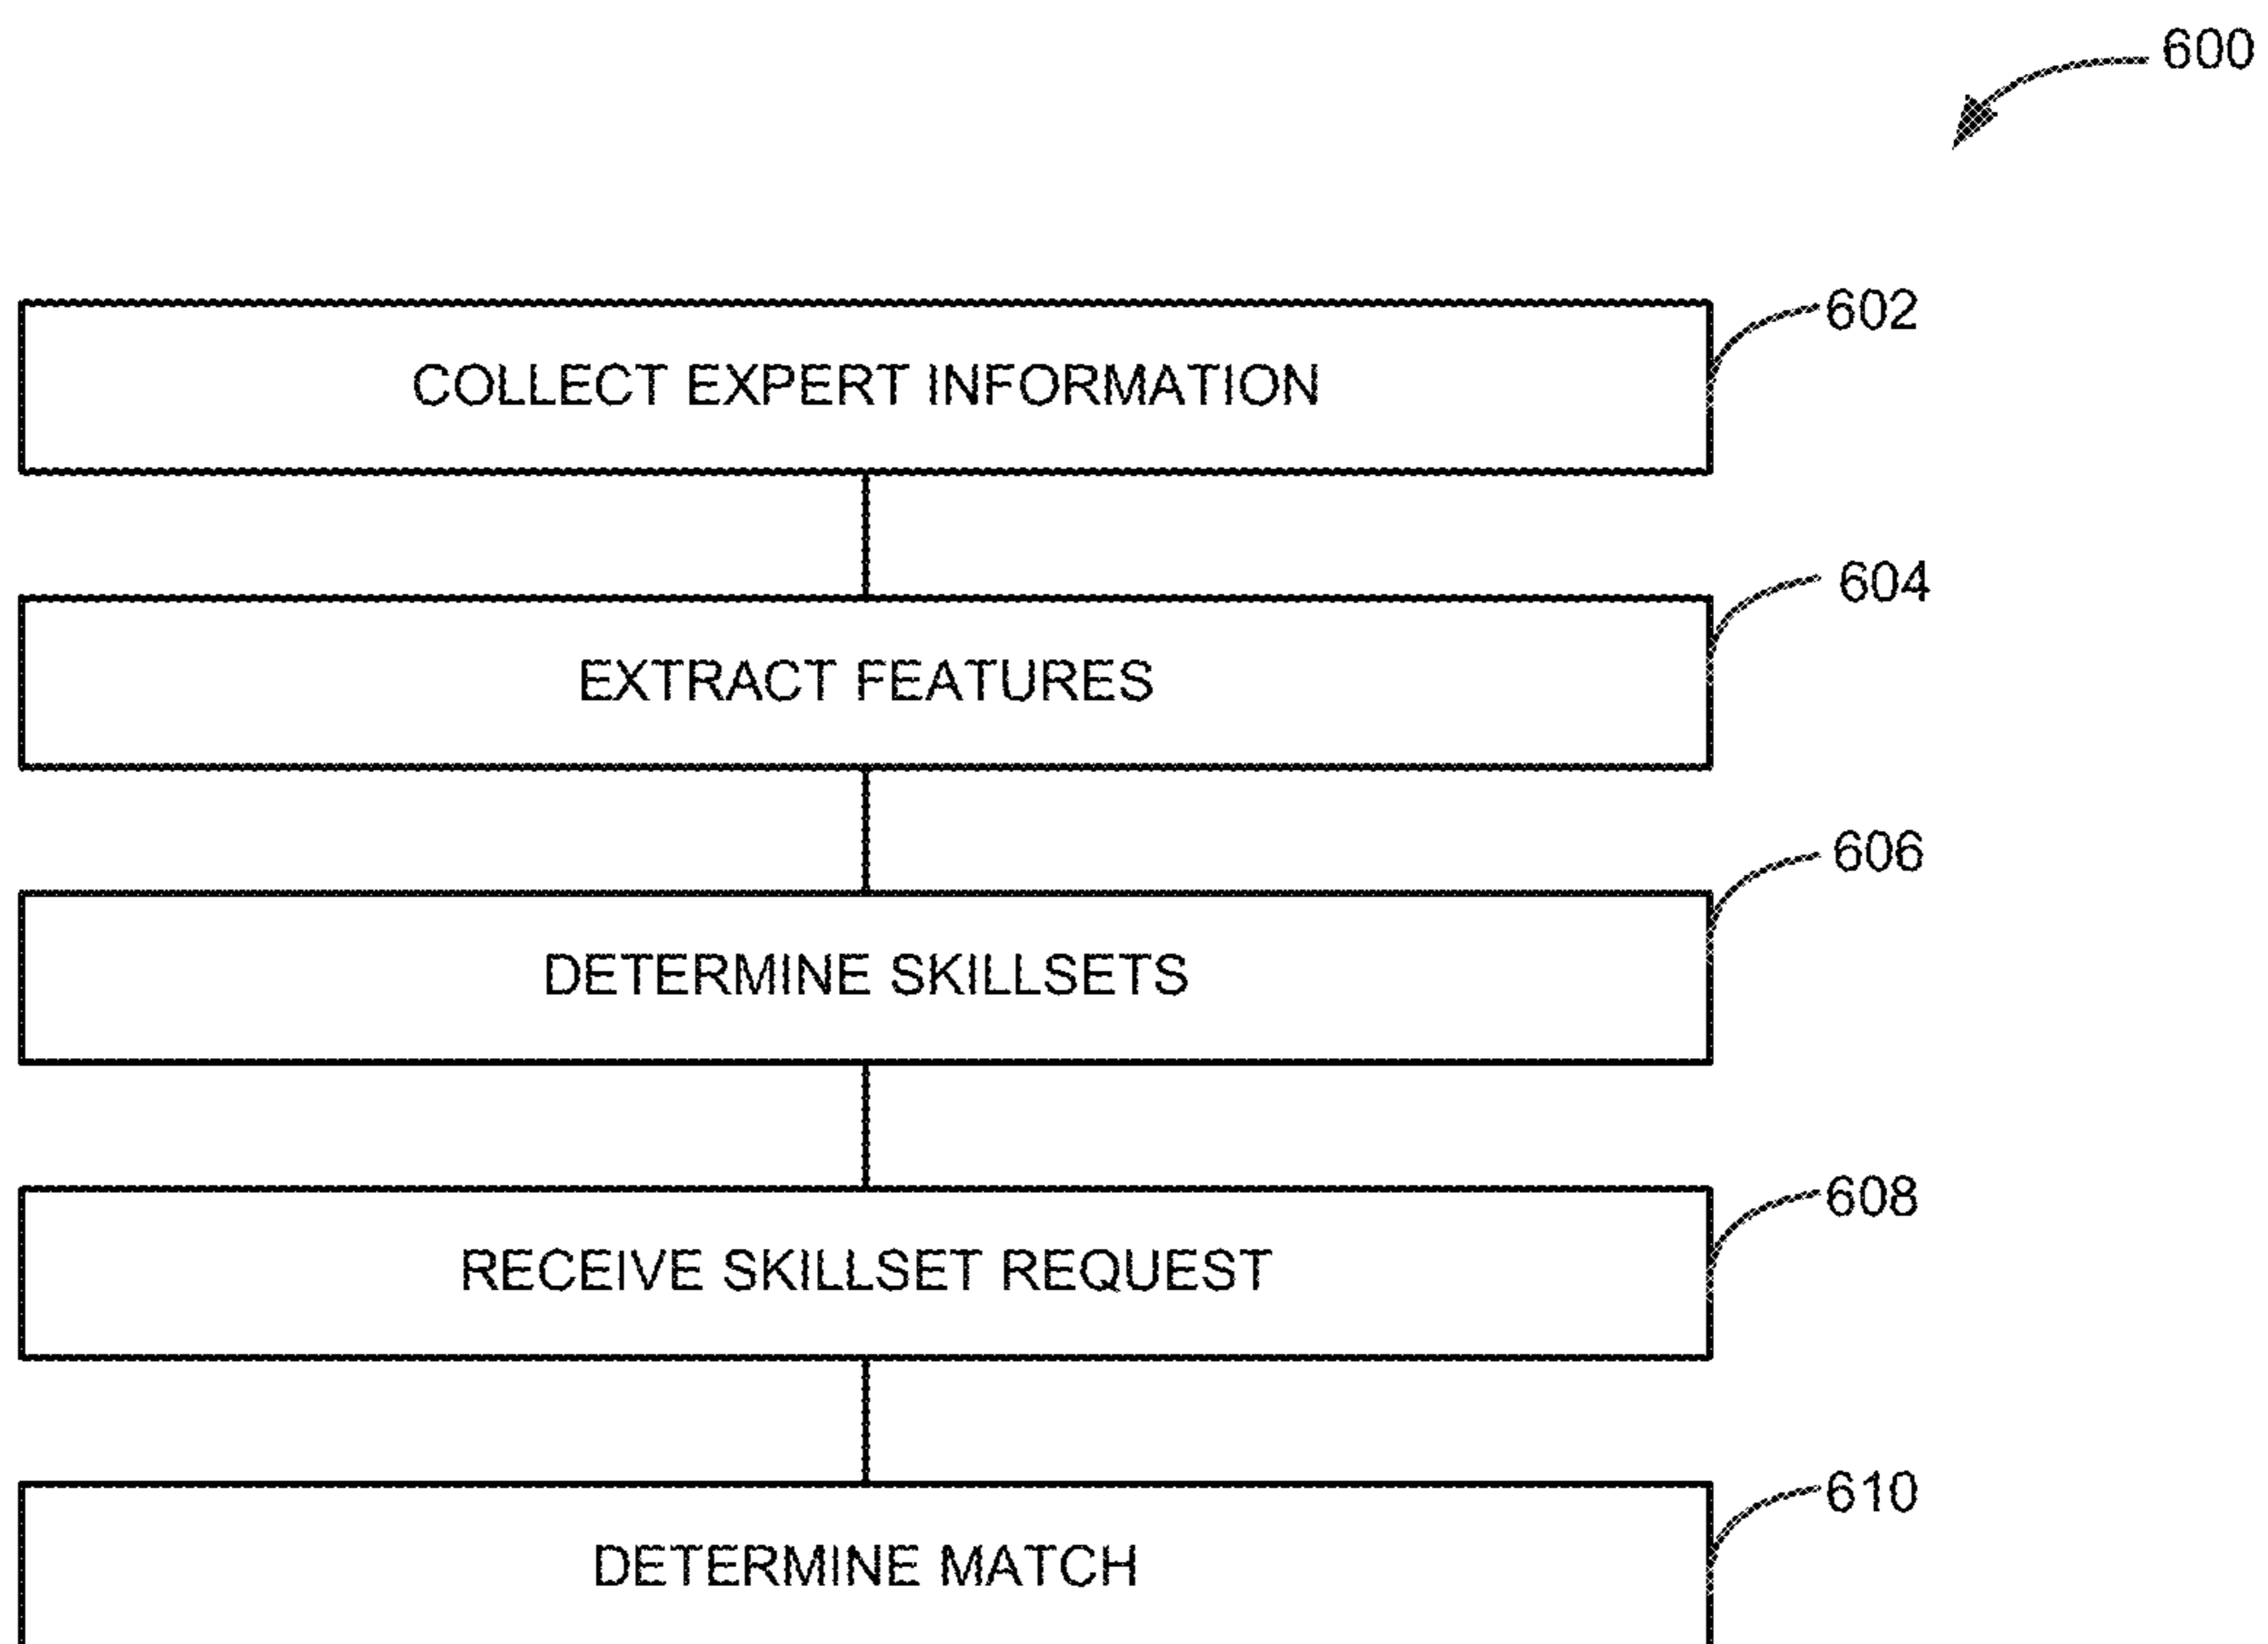 600
602
COLLECT EXPERT INFORMATION
604
EXTRACT FEATURES
606
DETERMINE SKILLSETS
608
RECEIVE SKILLSET REQUEST
610
DETERMINE MATCH